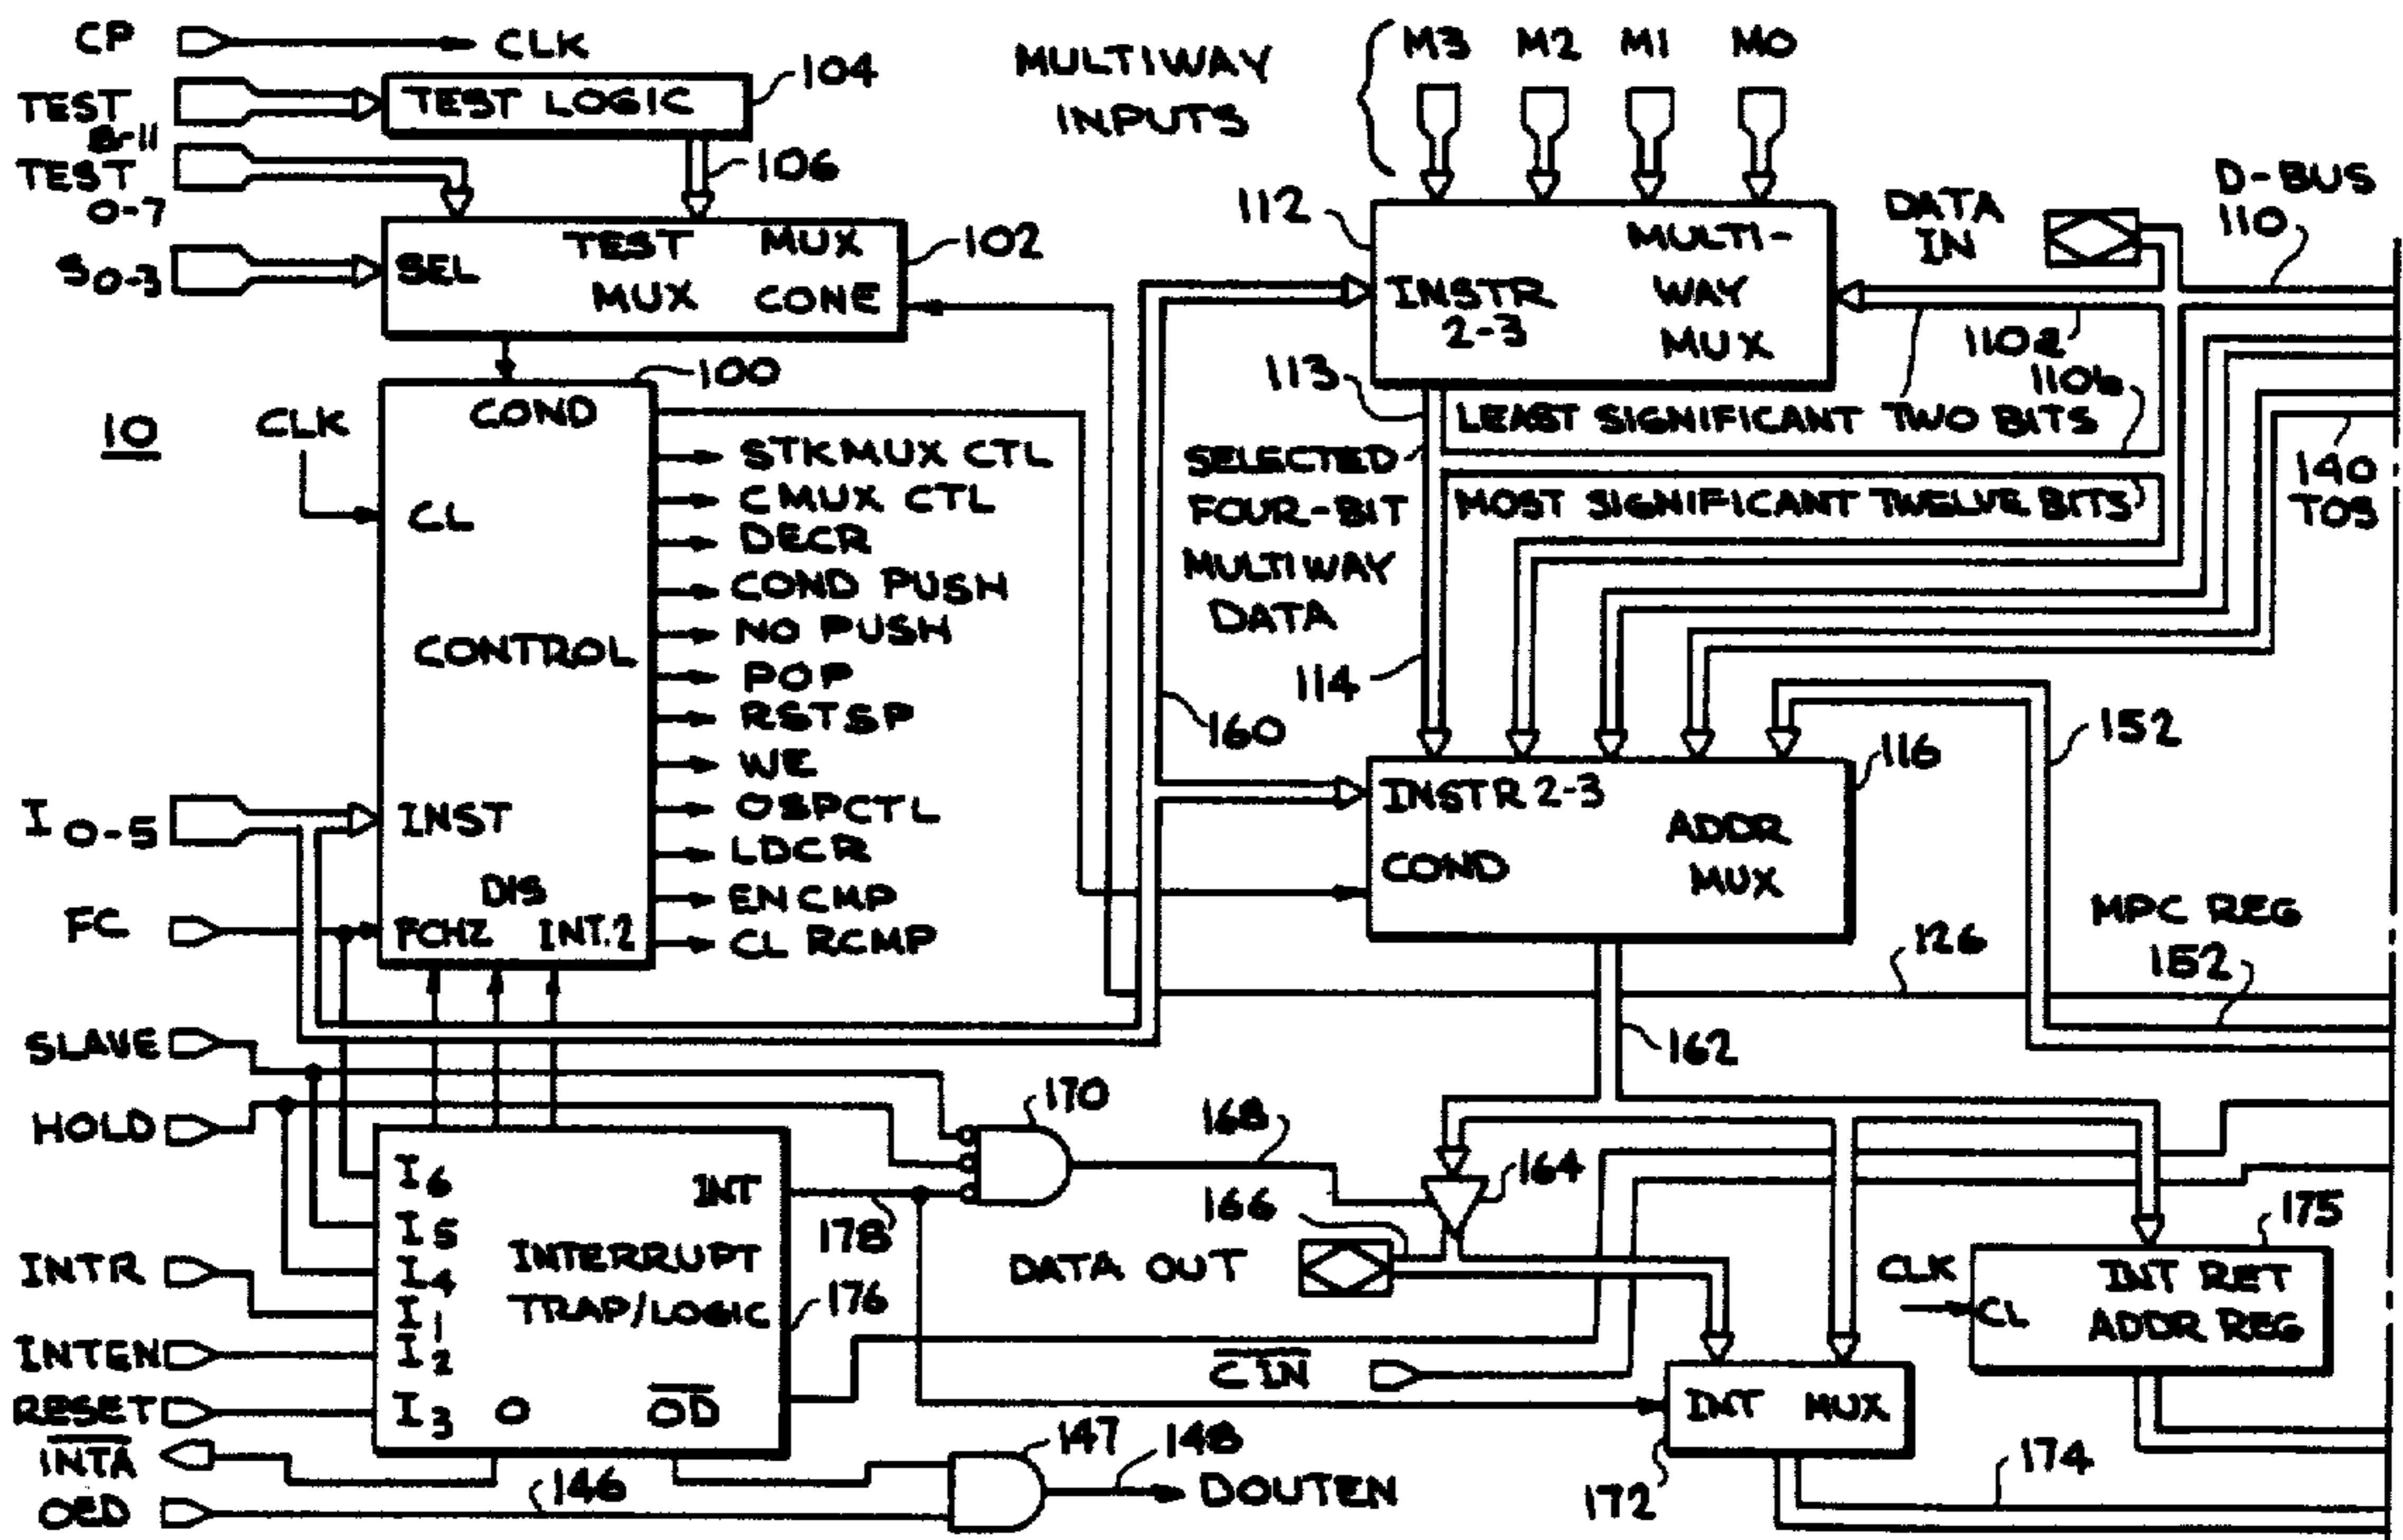 CP
CLK
TEST
8-11
TEST LOGIC
104
TEST
0-7
106
S0-3
SEL
TEST MUX
MUX CONE
102
MULTIWAY
INPUTS
M3 M2 M1 M0
112
MULTI-
WAY
MUX
INSTR
2-3
DATA
IN
D-BUS
110
110a
110b
113
LEAST SIGNIFICANT TWO BITS
SELECTED
FOUR-BIT
MULTIWAY
DATA
MOST SIGNIFICANT TWELVE BITS
140
TOS
114
160
152
10
CLK
100
COND
CL
CONTROL
INST
DIS
FCHZ INT.2
STKMUX CTL
CMUX CTL
DECR
COND PUSH
NO PUSH
POP
RSTSP
WE
OSPCTL
LDCR
ENCMP
CL RCMP
I0-5
FC
INSTR 2-3
COND
ADDR
MUX
116
MPC REG
152
126
162
SLAVE
HOLD
INTR
INTEN
RESET
INTA
OED
I6
I5
I4
I1
I2
I3
INT
INTERRUPT
TRAP/LOGIC
O OD
176
178
170
168
166
164
DATA OUT
CIN
147
148
146
DOUTEN
INT MUX
172
174
CLK
CL
INT RET
ADDR REG
175